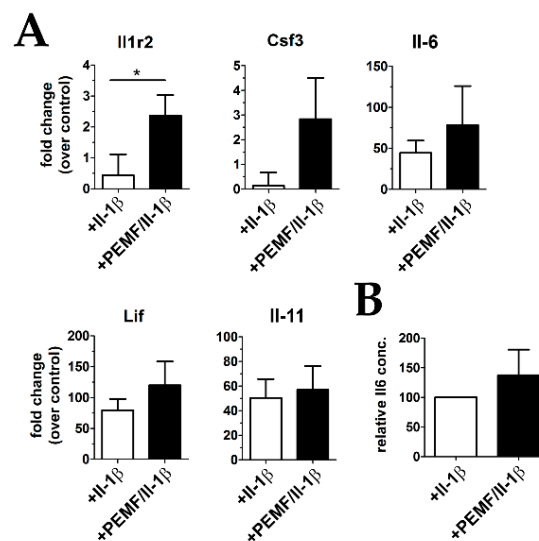 A
Il1r2
Csf3
Il-6
fold change
(over control)
4
3
2
1
0
*
+Il-1β
+PEMF/Il-1β
5
4
3
2
1
0
+Il-1β
+PEMF/Il-1β
150
100
50
0
+Il-1β
+PEMF/Il-1β
Lif
Il-11
B
fold change
(over control)
200
150
100
50
0
+Il-1β
+PEMF/Il-1β
100
80
60
40
20
0
+Il-1β
+PEMF/Il-1β
relative Il6 conc.
200
150
100
50
0
+Il-1β
+PEMF/Il-1β